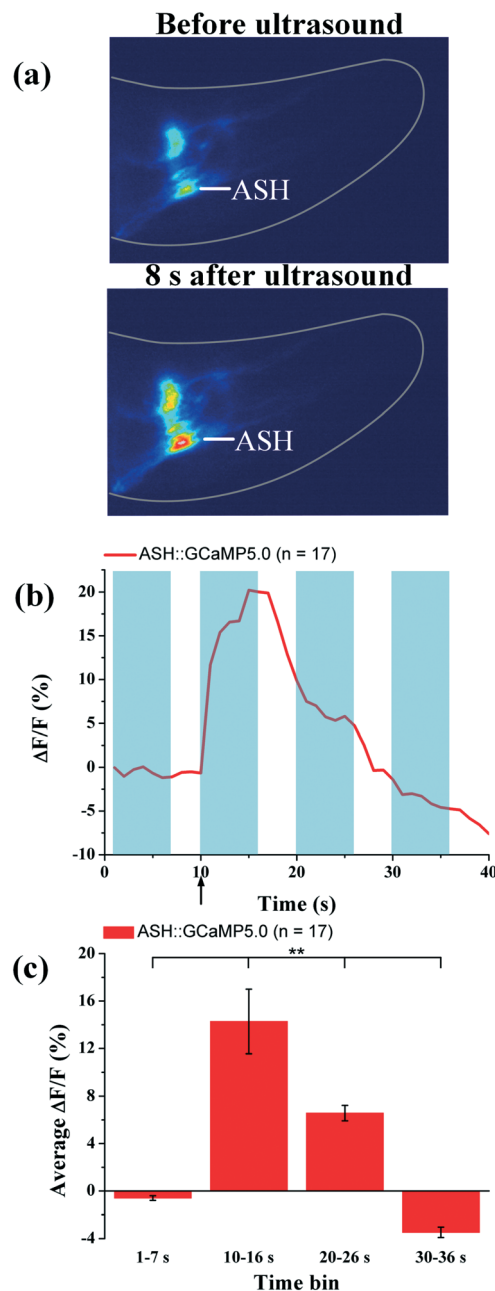 Before ultrasound
(a)
ASH
8 s after ultrasound
ASH
ASH::GCaMP5.0 (n = 17)
(b)
20
15
10
5
0
-5
-10
ΔF/F (%)
0 10 20 30 40
Time (s)
ASH::GCaMP5.0 (n = 17)
(c)
**
20
16
12
8
4
0
-4
Average ΔF/F (%)
1-7 s 10-16 s 20-26 s 30-36 s
Time bin